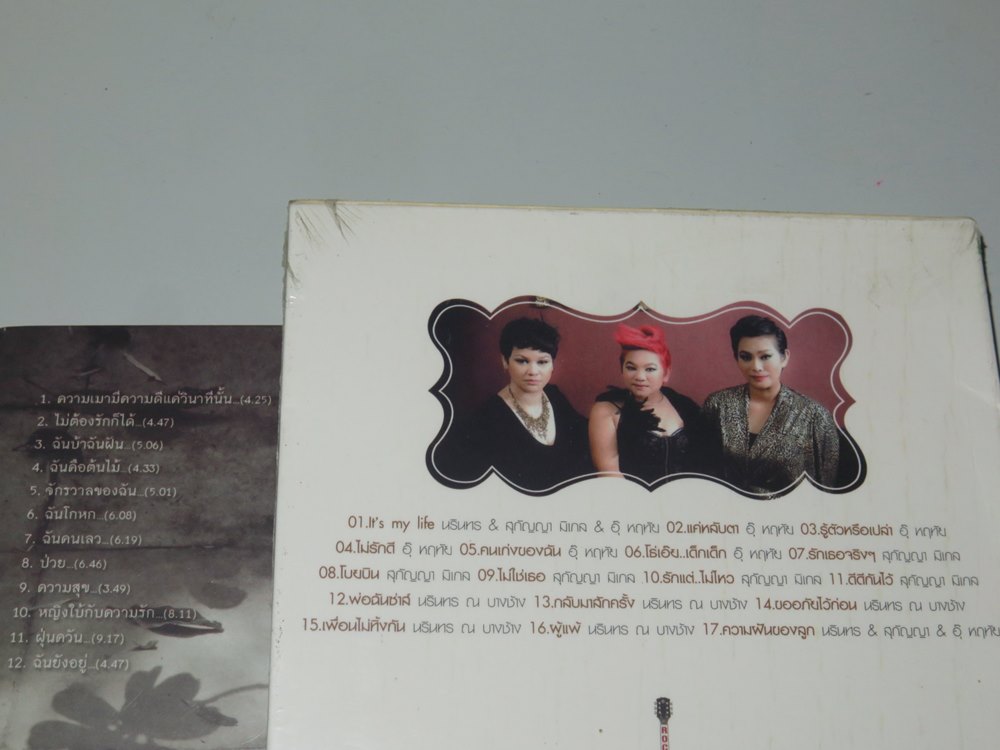 1. ความเมามีความดีแค่วินาทีนั้น...(4.25)
2. ไม่ต้องรักก็ได้...(4.47)
3. ฉันบ้าฉันฝัน...(5.06)
4. ฉันคือต้นไม้...(4.33)
5. จักรวาลของฉัน...(5.01)
6. ฉันโกหก...(6.08)
7. ฉันคนเลว...(6.19)
8. ป่วย...(6.46)
9. ความสุข...(3.49)
10. หญิงใบ้กับความรัก...(8.11)
11. ฝุ่นควัน...(9.17)
12. ฉันยังอยู่...(4.47)
01.It's my life นรินทร & สุกัญญา มิเกล & อุ๊ หฤทัย 02.แค่หลับตา อุ๊ หฤทัย 03.รู้ตัวหรือเปล่า อุ๊ หฤทัย
04.ไม่รักดี อุ๊ หฤทัย 05.คนเก่งของฉัน อุ๊ หฤทัย 06.โธ่เอ๊ย..เด็กเด็ก อุ๊ หฤทัย 07.รักเธอจริงๆ สุกัญญา มิเกล
08.โบยบิน สุกัญญา มิเกล 09.ไม่ใช่เธอ สุกัญญา มิเกล 10.รักแต่..ไม่ไหว สุกัญญา มิเกล 11.ดีดีกันไว้ สุกัญญา มิเกล
12.พ่อฉันซ่าส์ นรินทร ณ บางช้าง 13.กลับมาสักครั้ง นรินทร ณ บางช้าง 14.ขออภัยไว้ก่อน นรินทร ณ บางช้าง
15.เพื่อนไม่ทิ้งกัน นรินทร ณ บางช้าง 16.ผู้แพ้ นรินทร ณ บางช้าง 17.ความฝันของลูก นรินทร & สุกัญญา & อุ๊ หฤทัย
ROC